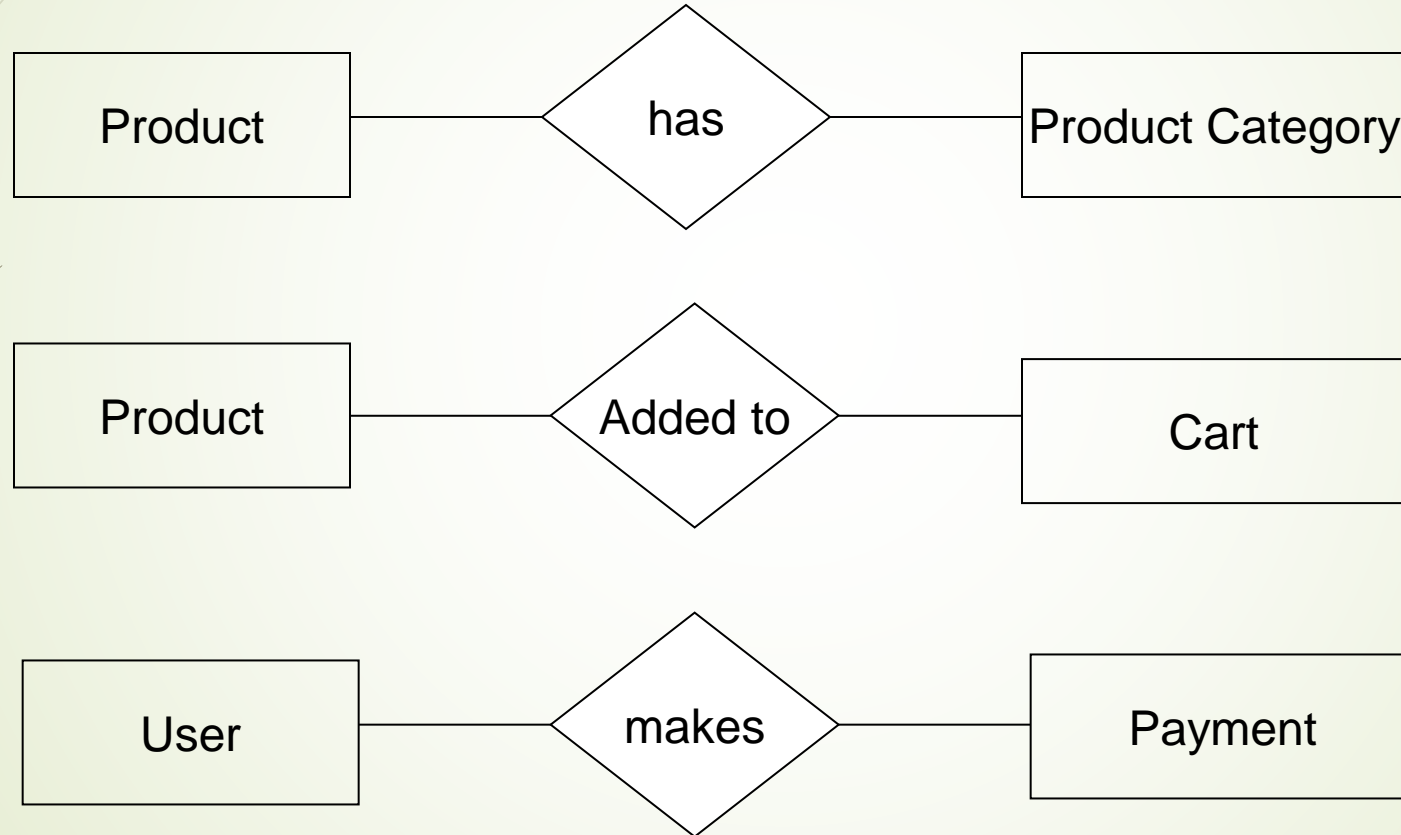 Product
has
Product Category
Product
Added to
Cart
User
makes
Payment